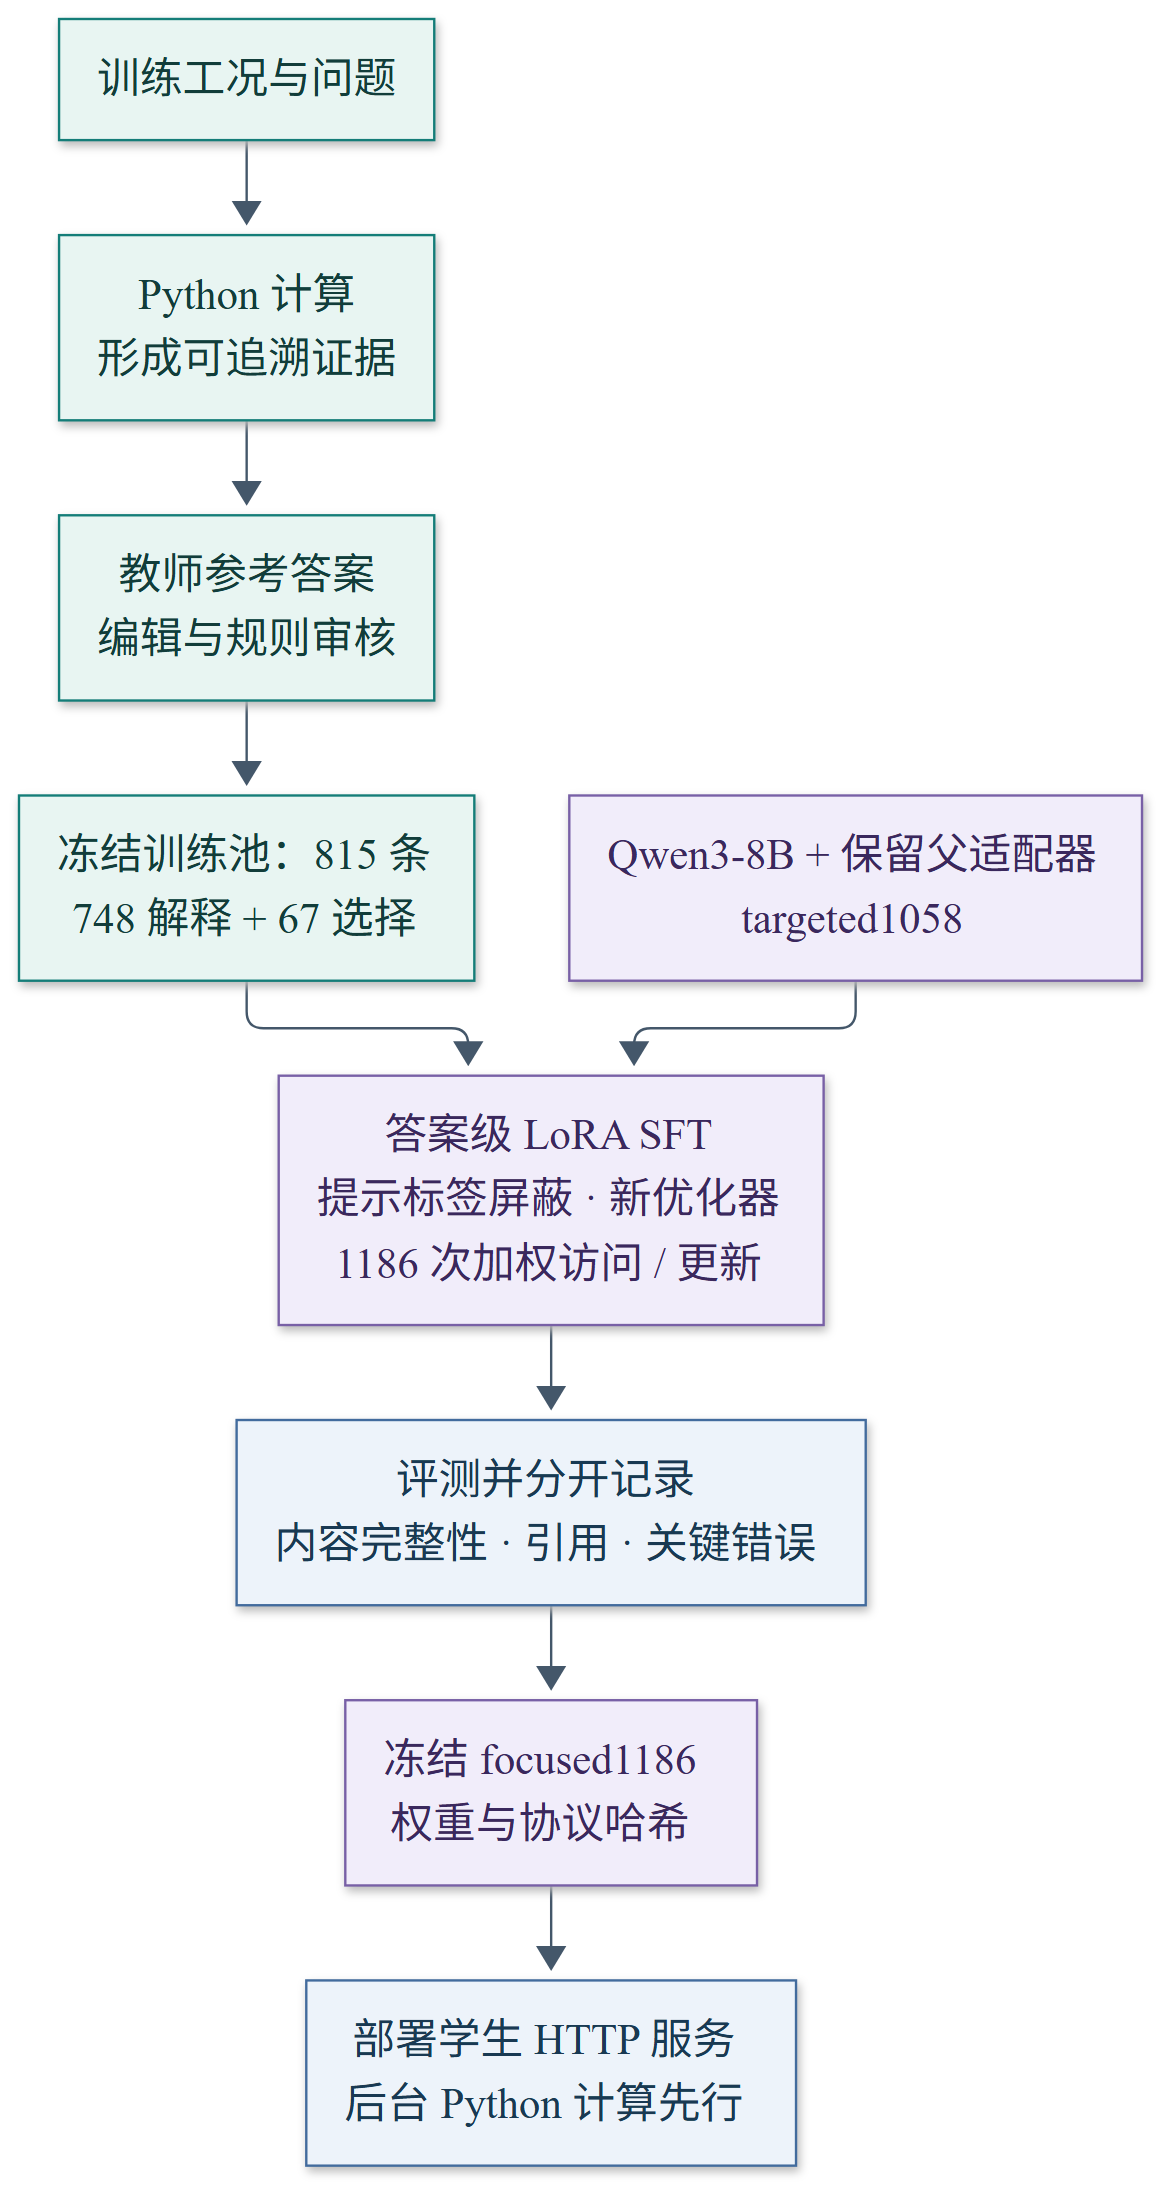 训练工况与问题
Python 计算
形成可追溯证据
教师参考答案
编辑与规则审核
冻结训练池：815 条
748 解释 + 67 选择
Qwen3-8B + 保留父适配器
targeted1058
答案级 LoRA SFT
提示标签屏蔽 · 新优化器
1186 次加权访问 / 更新
评测并分开记录
内容完整性 · 引用 · 关键错误
冻结 focused1186
权重与协议哈希
部署学生 HTTP 服务
后台 Python 计算先行